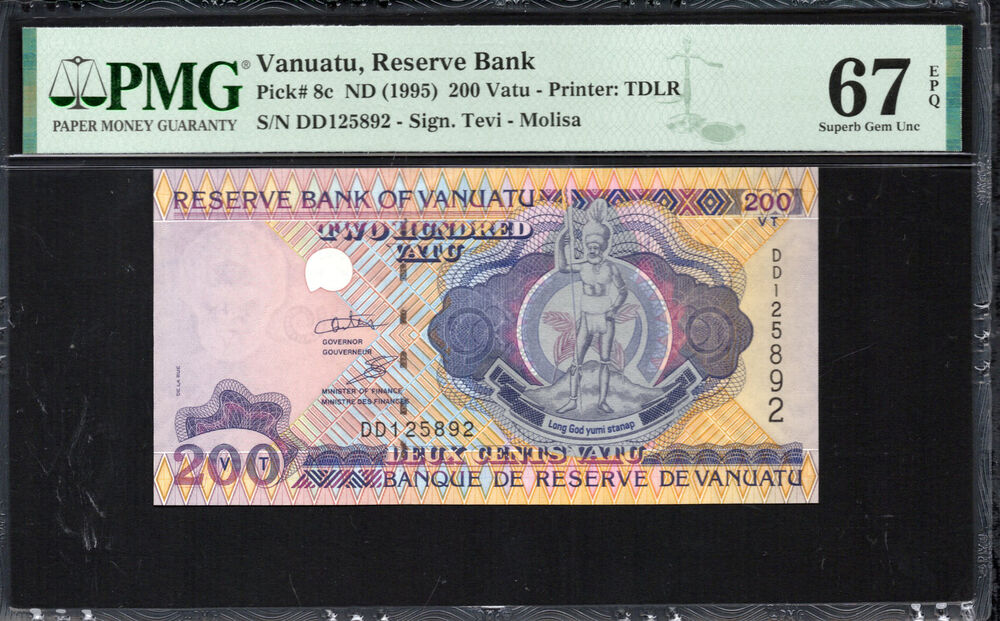 PMG®
PAPER MONEY GUARANTY
Vanuatu, Reserve Bank
Pick# 8c ND (1995) 200 Vatu - Printer: TDLR
S/N DD125892 - Sign. Tevi - Molisa
67
EPQ
Superb Gem Unc
RESERVE BANK OF VANUATU
200
VT
TWO HUNDRED
VATU
DD125892
GOVERNOR
GOUVERNEUR
MINISTER OF FINANCE
MINISTRE DES FINANCES
DE LA RUE
Long God yumi stanap
DD125892
200
VT
DEUX CENTS VATU
BANQUE DE RESERVE DE VANUATU